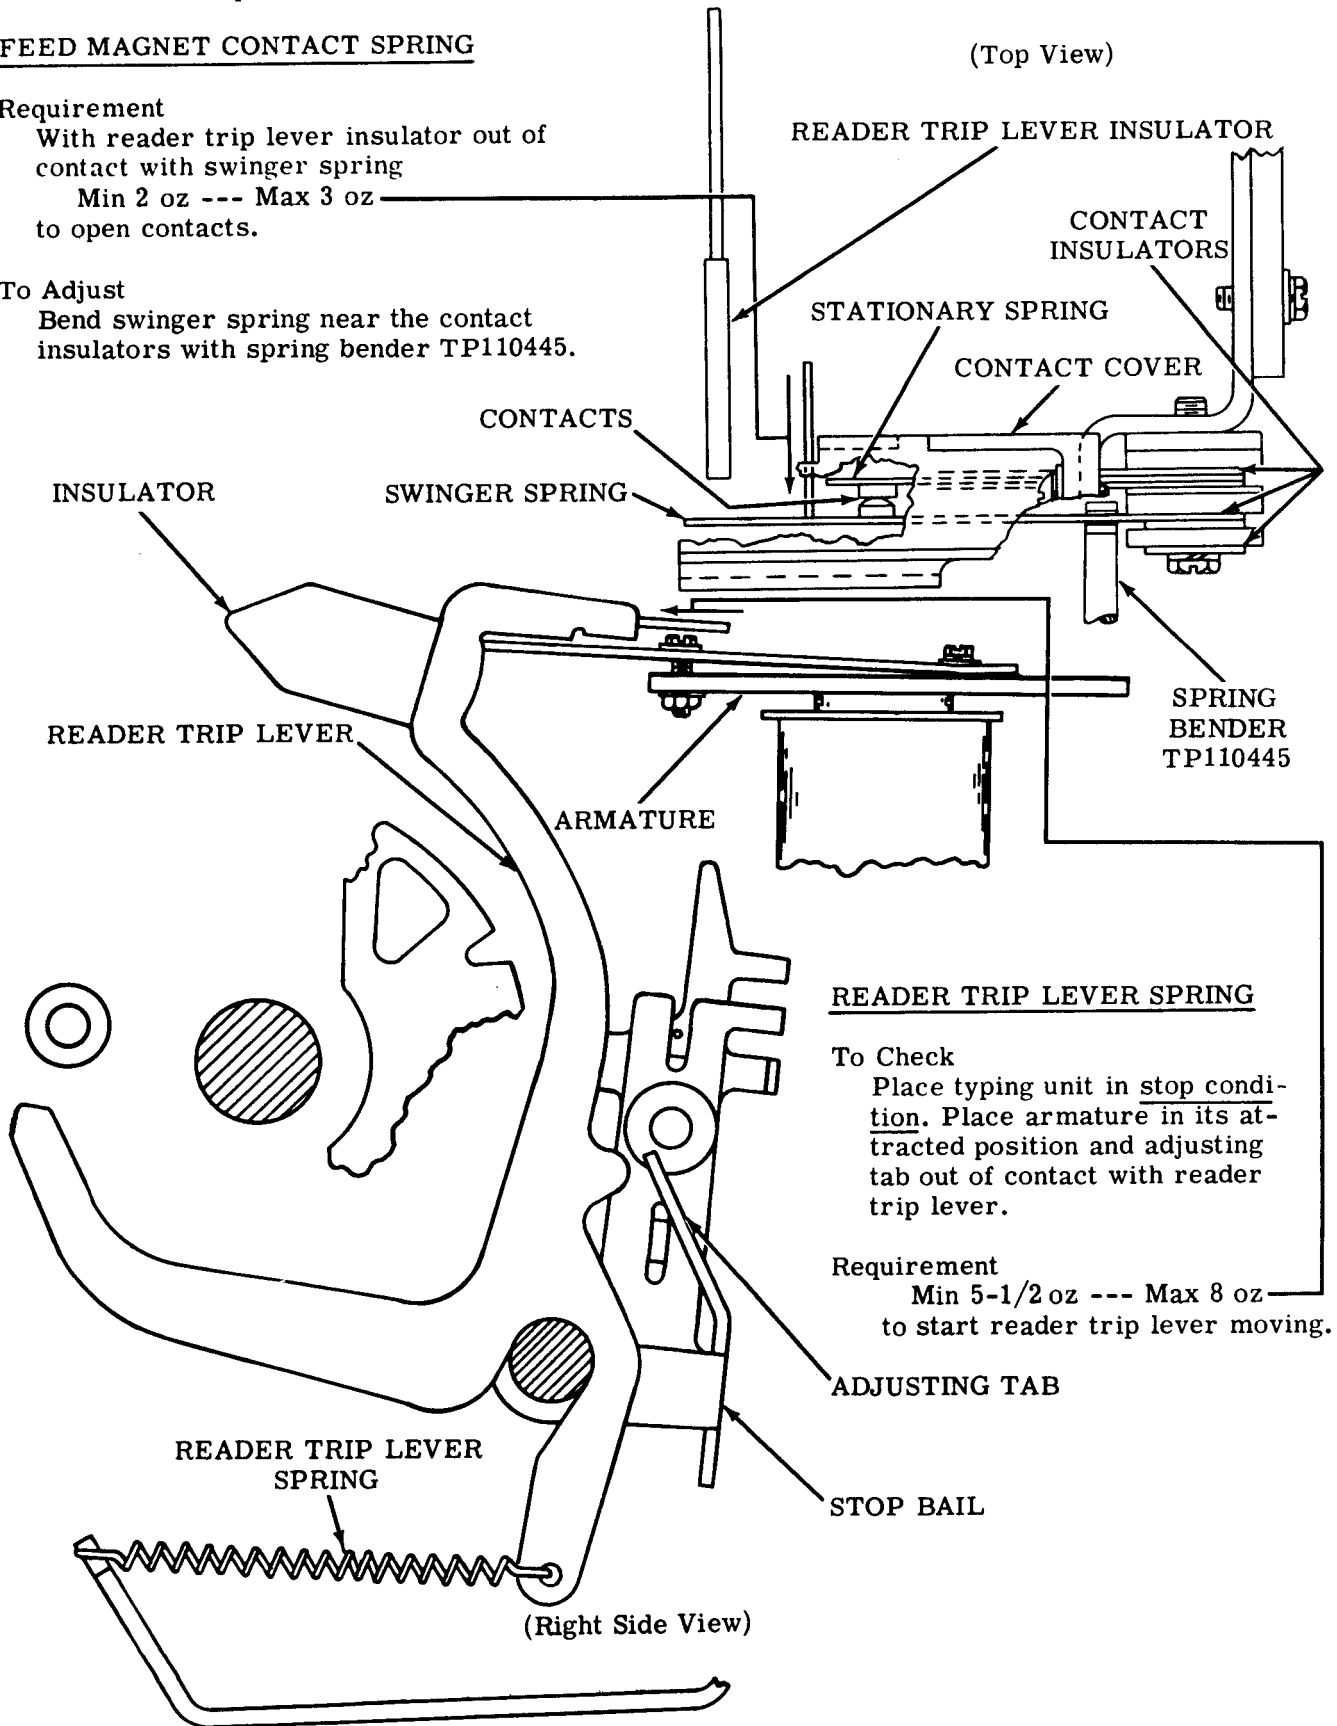 FEED MAGNET CONTACT SPRING
Requirement
With reader trip lever insulator out of
contact with swinger spring
Min 2 oz --- Max 3 oz
to open contacts.
To Adjust
Bend swinger spring near the contact
insulators with spring bender TP110445.
(Top View)
READER TRIP LEVER INSULATOR
CONTACT
INSULATORS
STATIONARY SPRING
CONTACT COVER
CONTACTS
SWINGER SPRING
INSULATOR
READER TRIP LEVER
SPRING
BENDER
TP110445
ARMATURE
READER TRIP LEVER SPRING
To Check
Place typing unit in stop condi-
tion. Place armature in its at-
tracted position and adjusting
tab out of contact with reader
trip lever.
Requirement
Min 5-1/2 oz --- Max 8 oz
to start reader trip lever moving.
ADJUSTING TAB
STOP BAIL
READER TRIP LEVER
SPRING
(Right Side View)